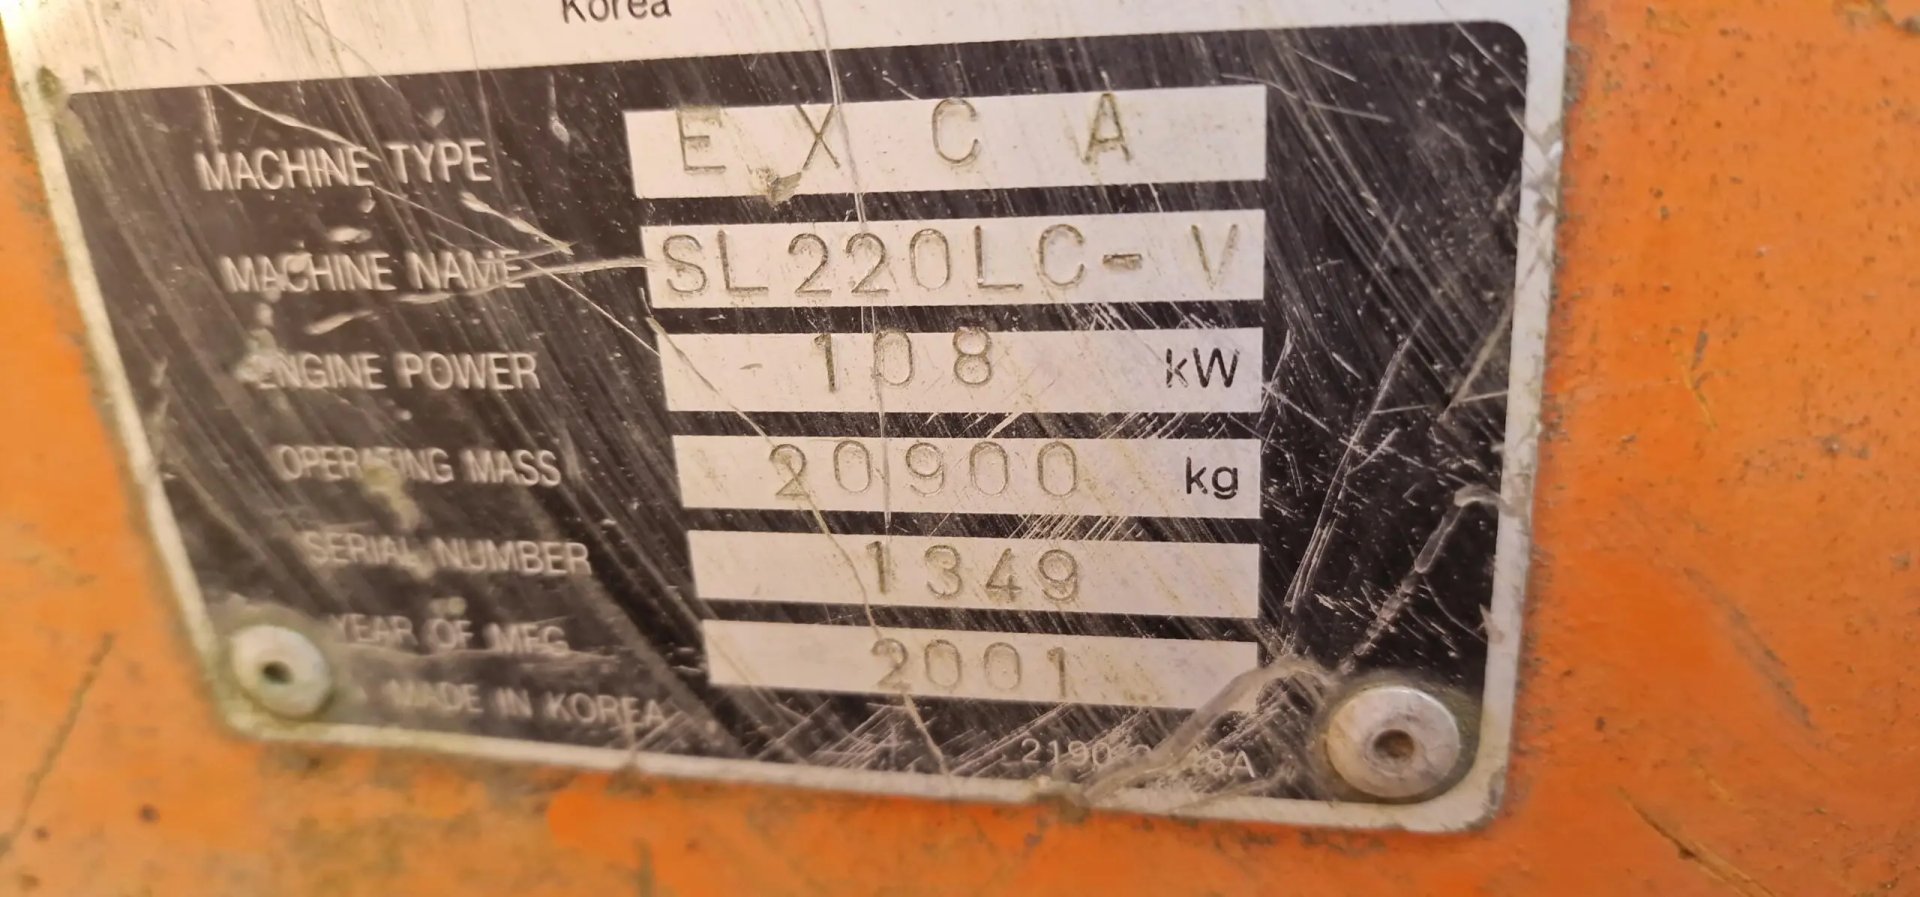 Korea
MACHINE TYPE EXCA
MACHINE NAME SL220LC-V
ENGINE POWER 108 kW
OPERATING MASS 20900 kg
SERIAL NUMBER 1349
YEAR OF MFG. 2001
MADE IN KOREA